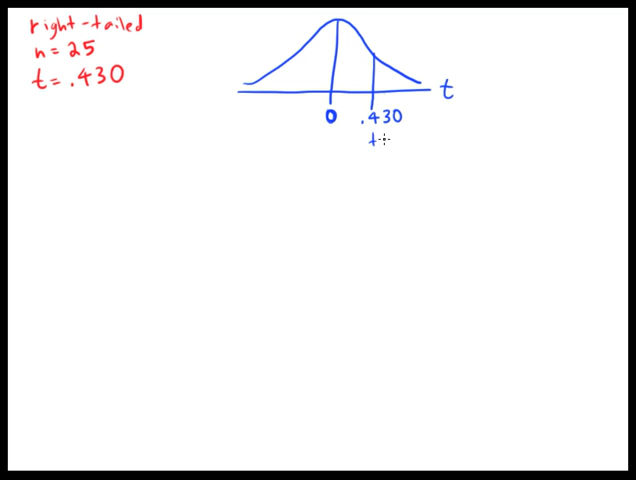 right-tailed
n = 25
t = .430
t
0 .430
t